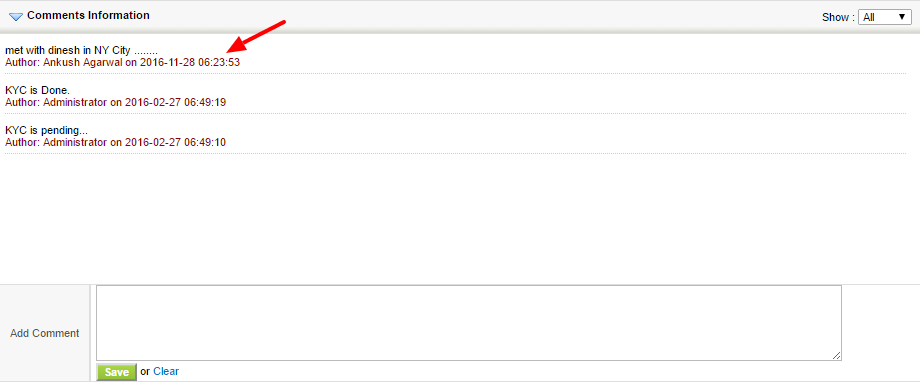 Comments Information
Show : All
met with dinesh in NY City ........
Author: Ankush Agarwal on 2016-11-28 06:23:53
KYC is Done.
Author: Administrator on 2016-02-27 06:49:19
KYC is pending...
Author: Administrator on 2016-02-27 06:49:10
Add Comment
Save or Clear